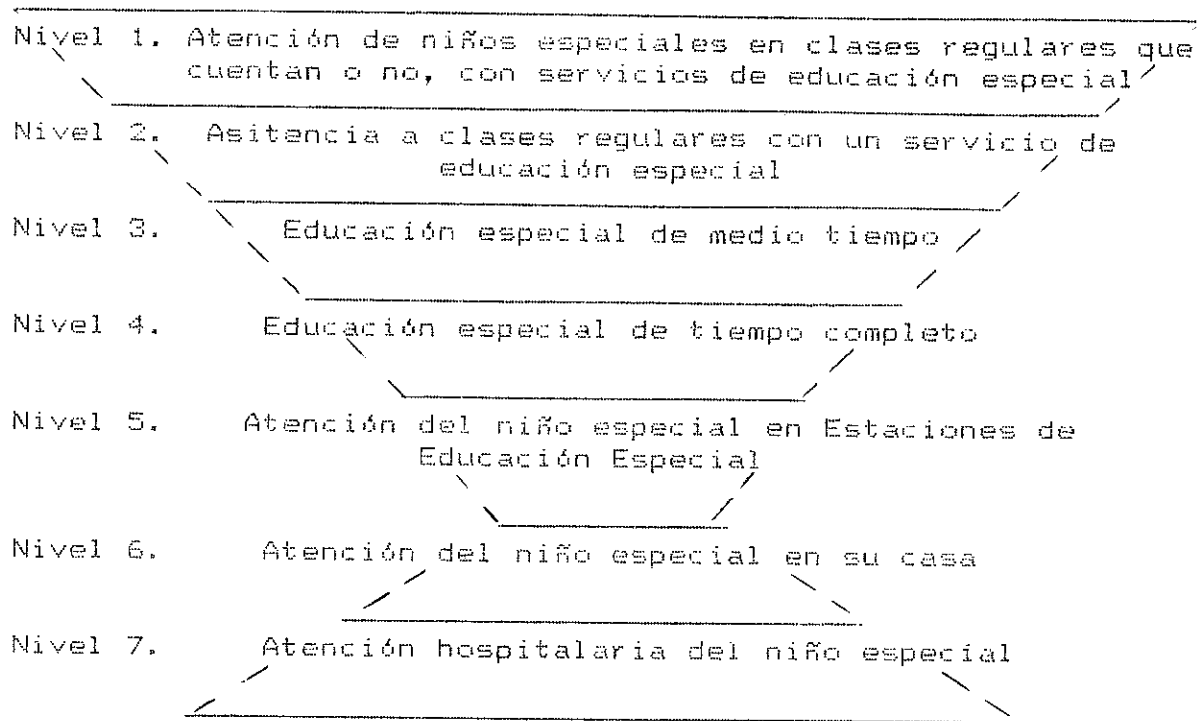 Nivel 1. Atención de niños especiales en clases regulares que
cuentan o no, con servicios de educación especial
Nivel 2. Asitencia a clases regulares con un servicio de
educación especial
Nivel 3. Educación especial de medio tiempo
Nivel 4. Educación especial de tiempo completo
Nivel 5. Atención del niño especial en Estaciones de
Educación Especial
Nivel 6. Atención del niño especial en su casa
Nivel 7. Atención hospitalaria del niño especial